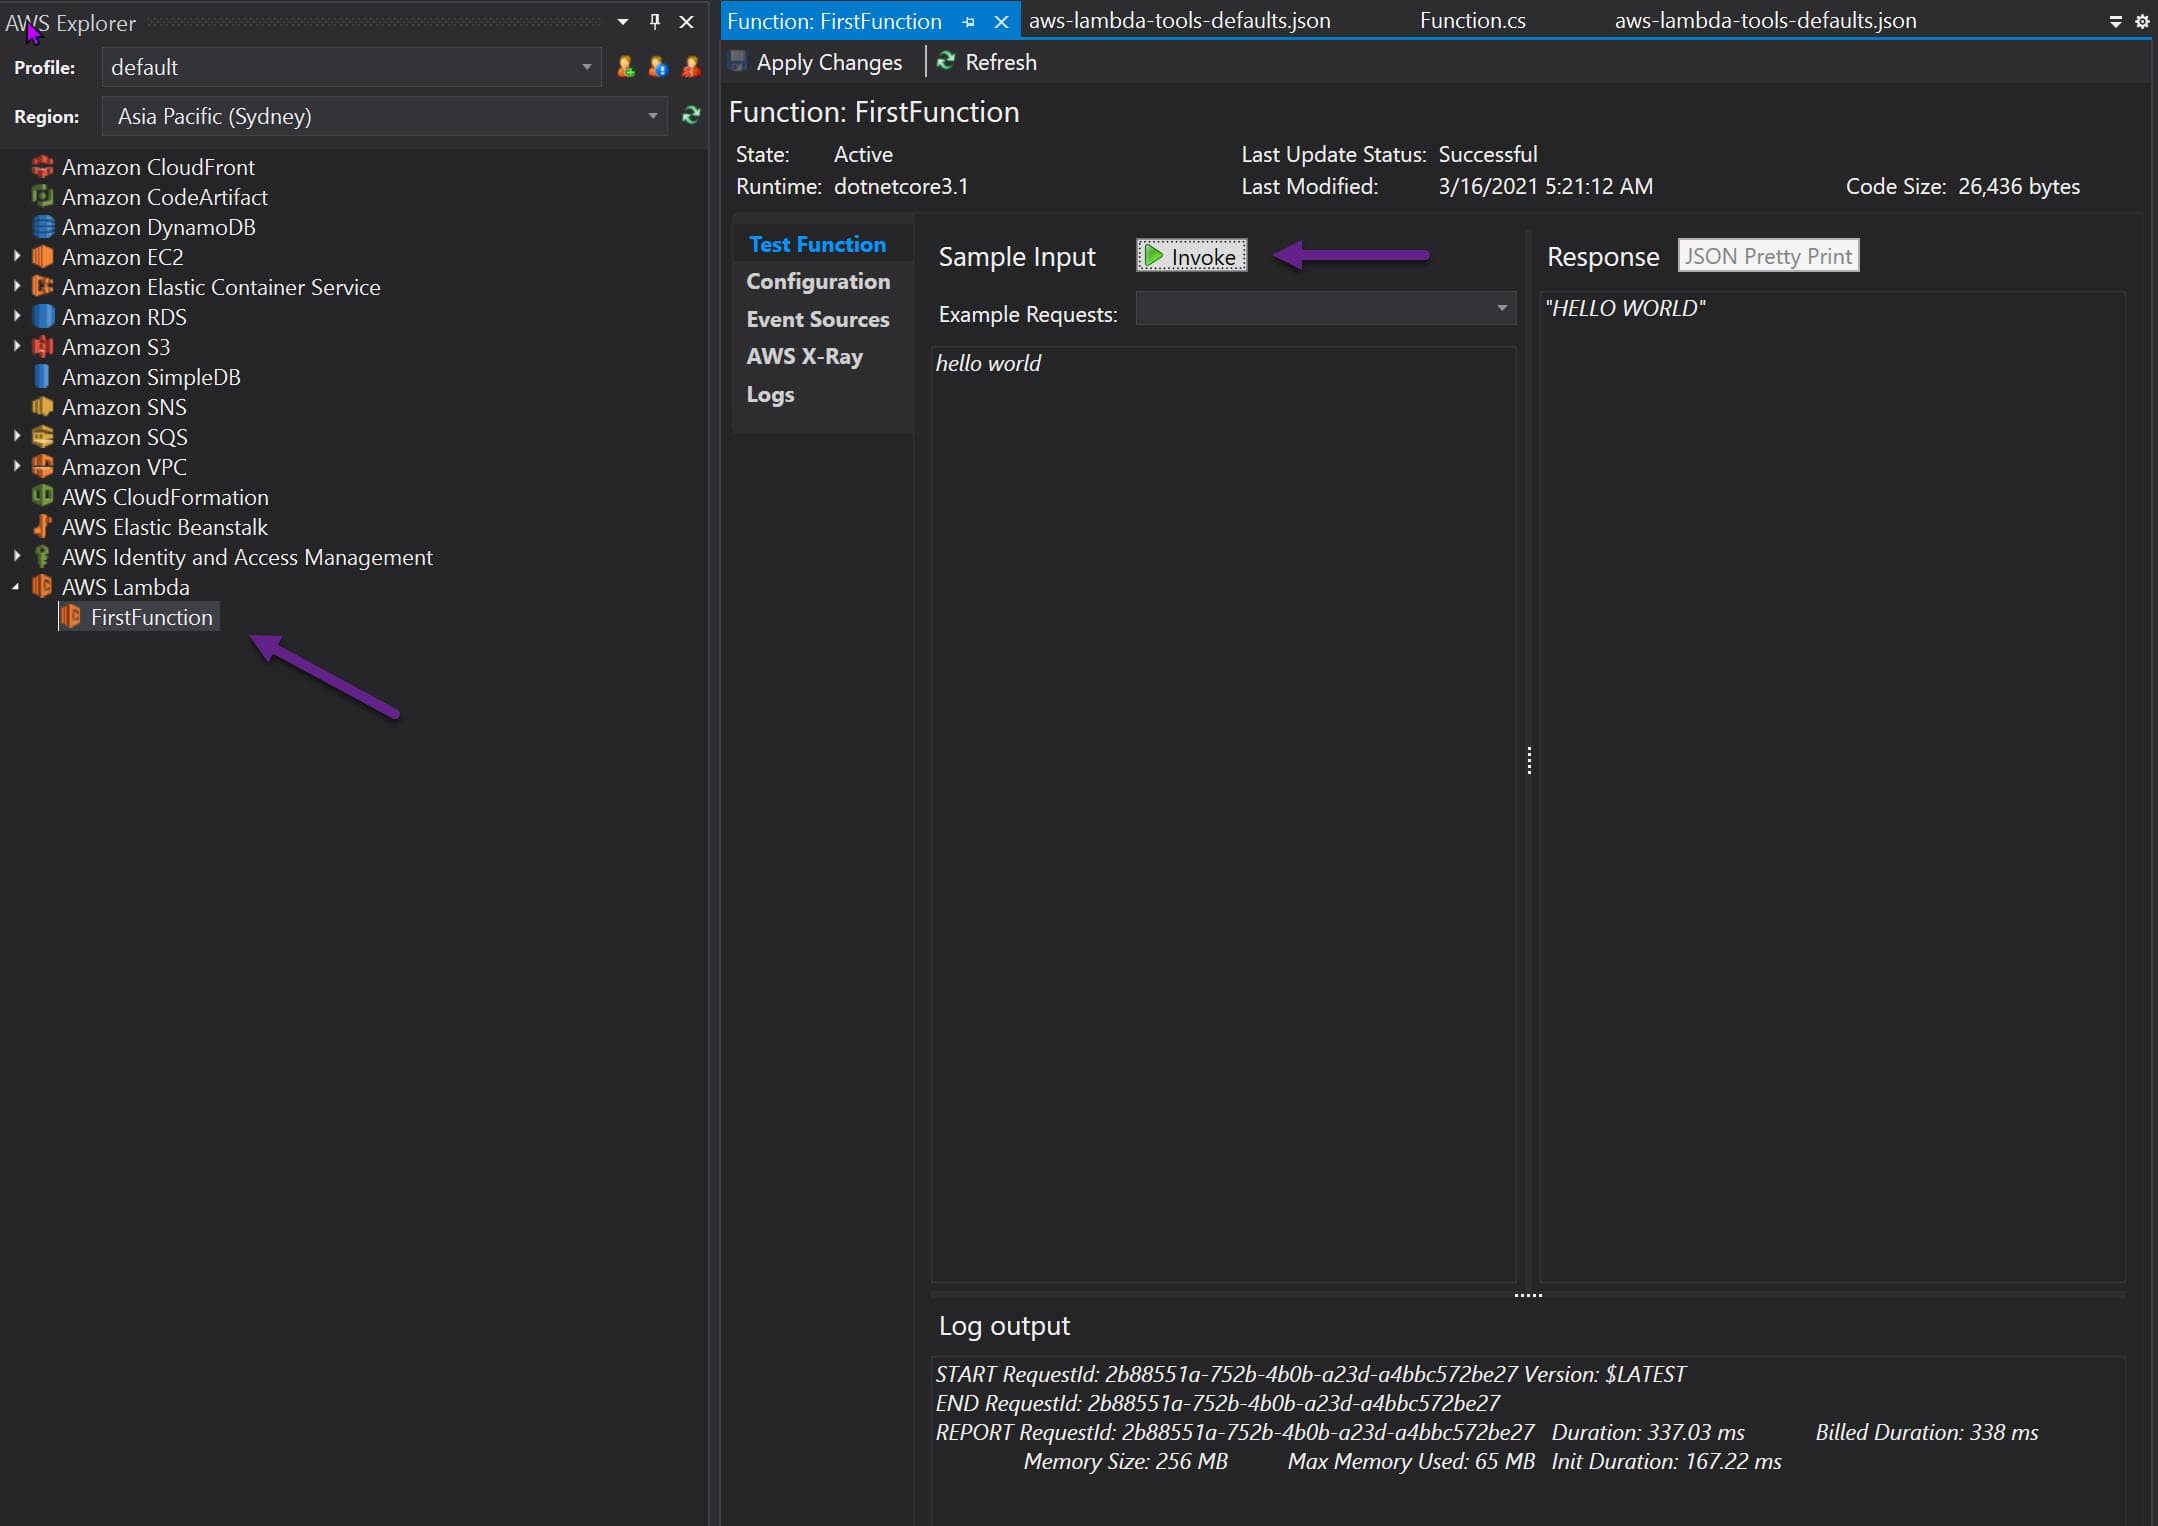 AWS Explorer
Profile: default
Region: Asia Pacific (Sydney)
Amazon CloudFront
Amazon CodeArtifact
Amazon DynamoDB
Amazon EC2
Amazon Elastic Container Service
Amazon RDS
Amazon S3
Amazon SimpleDB
Amazon SNS
Amazon SQS
Amazon VPC
AWS CloudFormation
AWS Elastic Beanstalk
AWS Identity and Access Management
AWS Lambda
FirstFunction
Function: FirstFunction aws-lambda-tools-defaults.json Function.cs aws-lambda-tools-defaults.json
Apply Changes Refresh
Function: FirstFunction
State: Active Last Update Status: Successful
Runtime: dotnetcore3.1 Last Modified: 3/16/2021 5:21:12 AM Code Size: 26,436 bytes
Test Function
Configuration
Event Sources
AWS X-Ray
Logs
Sample Input Invoke
Example Requests:
hello world
Response JSON Pretty Print
"HELLO WORLD"
Log output
START RequestId: 2b88551a-752b-4b0b-a23d-a4bbc572be27 Version: $LATEST
END RequestId: 2b88551a-752b-4b0b-a23d-a4bbc572be27
REPORT RequestId: 2b88551a-752b-4b0b-a23d-a4bbc572be27 Duration: 337.03 ms Billed Duration: 338 ms
Memory Size: 256 MB Max Memory Used: 65 MB Init Duration: 167.22 ms